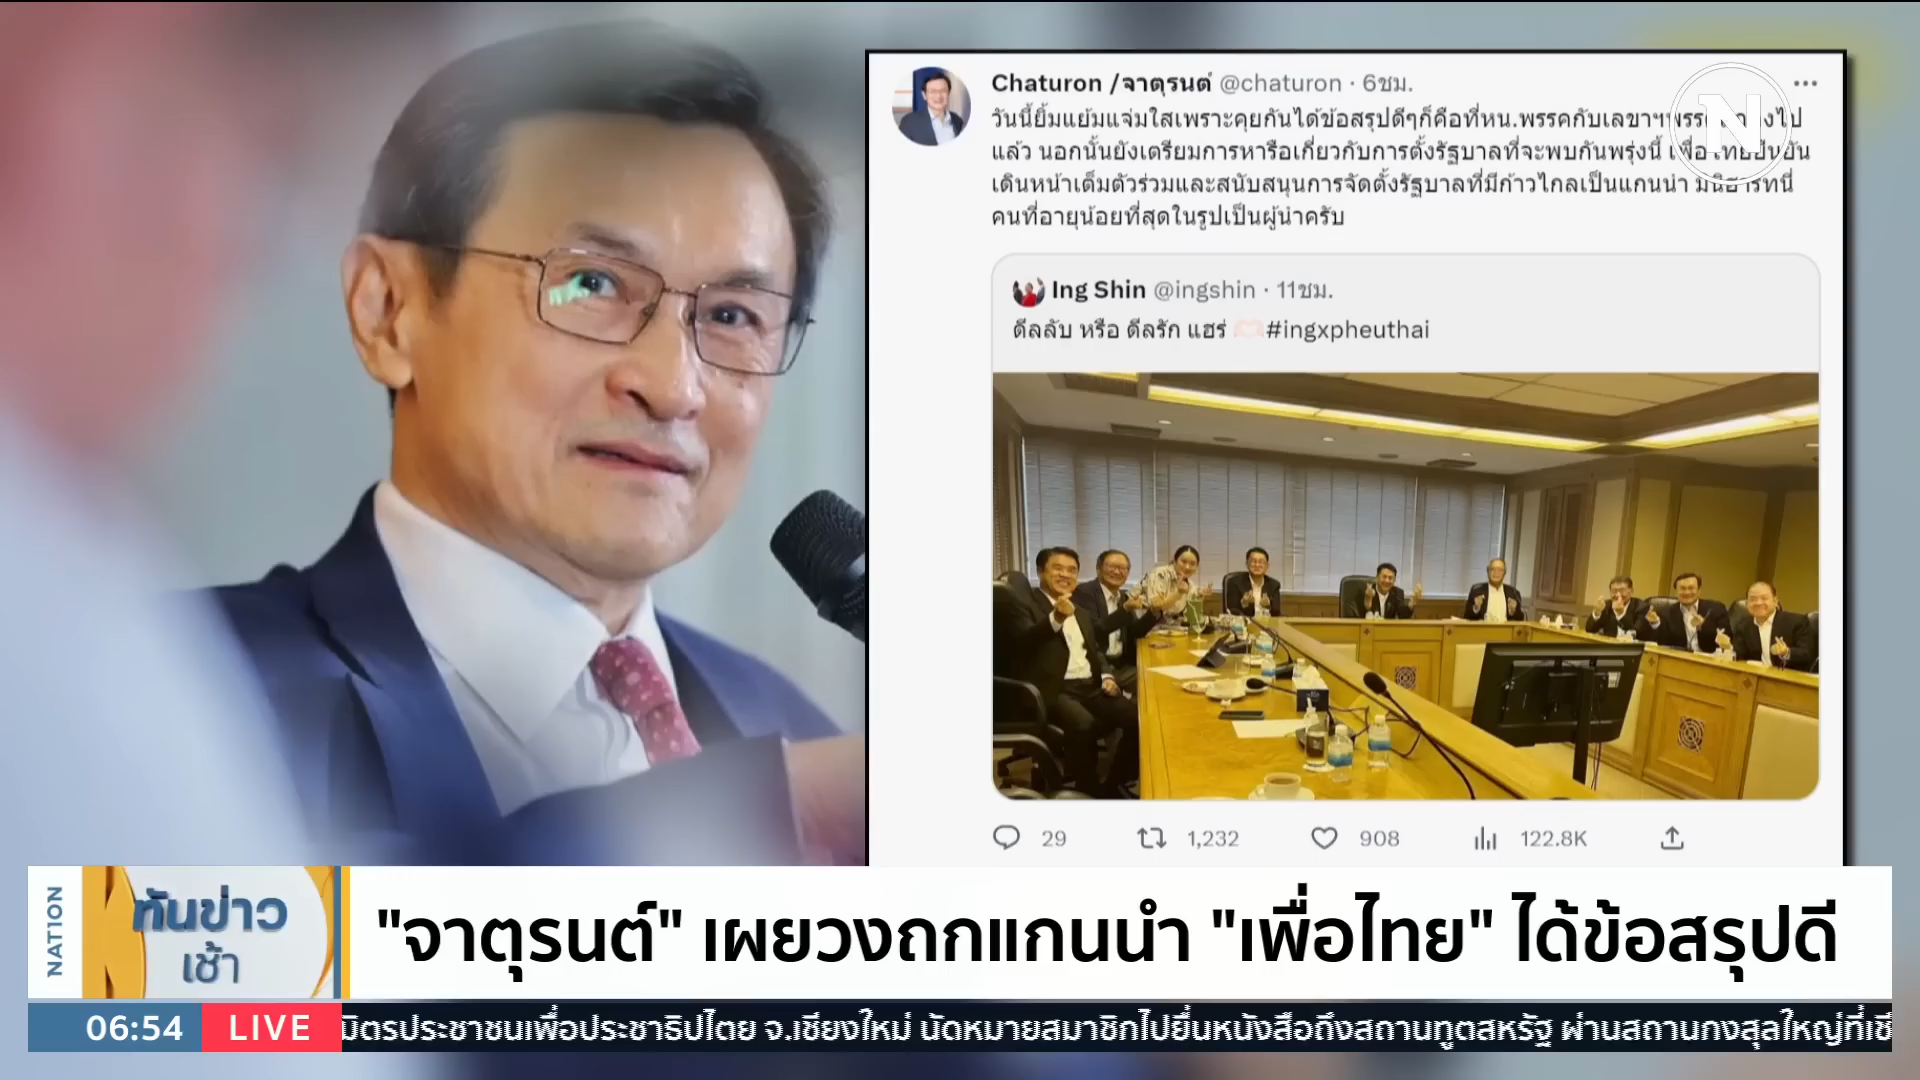 Chaturon /จาตุรนต์ @chaturon · 6ชม.
วันนี้ยิ้มแย้มแจ่มใสเพราะคุยกันได้ข้อสรุปดีๆก็คือที่หน.พรรคกับเลขาฯพรรค
แล้ว นอกนั้นยังเตรียมการหารือเกี่ยวกับการตั้งรัฐบาลที่จะพบกันพรุ่งนี้ เพื่อไทยยืนยัน
เดินหน้าเต็มตัวร่วมและสนับสนุนการจัดตั้งรัฐบาลที่มีก้าวไกลเป็นแกนนำ
คนที่อายุน้อยที่สุดในรูปเป็นผู้นำครับ
Ing Shin @ingshin · 11ชม.
ดีลลับ หรือ ดีลรัก แฮร่ 🫶#ingxpheuthai
29 1,232 908 122.8K
N
NATION
ทันข่าว
เช้า
"จาตุรนต์" เผยวงถกแกนนำ "เพื่อไทย" ได้ข้อสรุปดี
06:54 LIVE มิตรประชาชนเพื่อประชาธิปไตย จ.เชียงใหม่ นัดหมายสมาชิกไปยื่นหนังสือถึงสถานทูตสหรัฐ ผ่านสถานกงสุลใหญ่ที่เชี